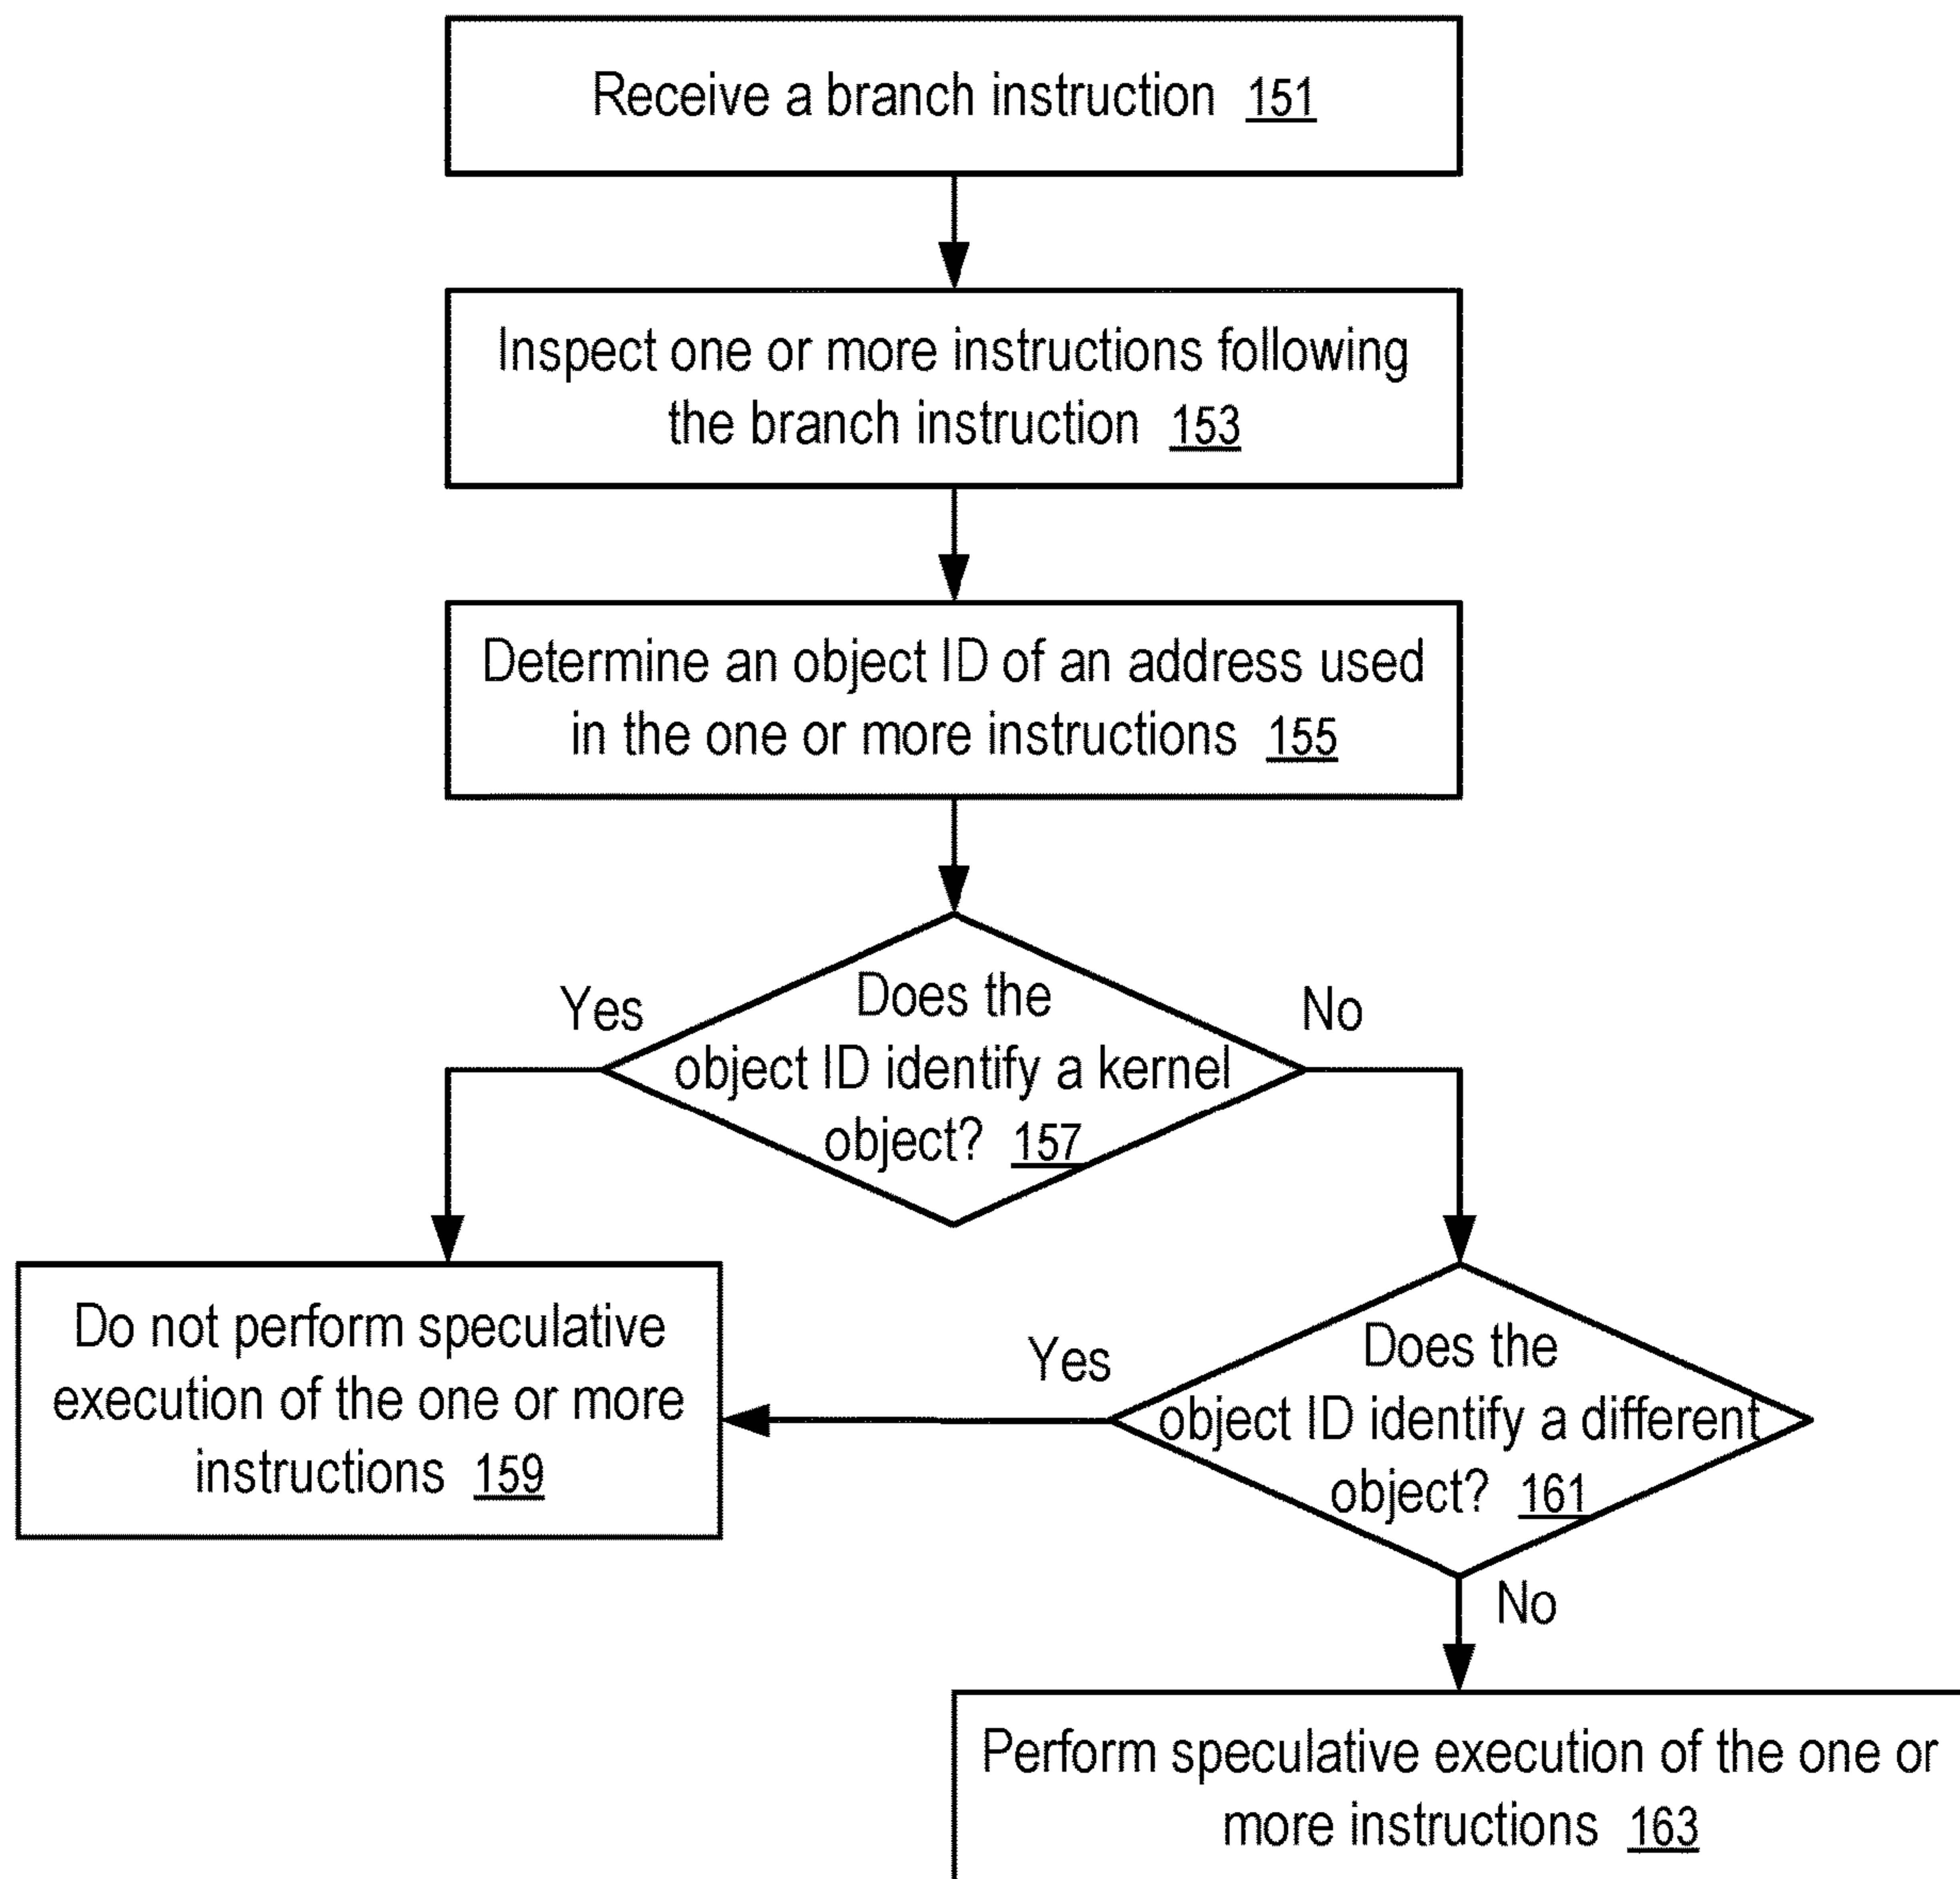 Receive a branch instruction 151
Inspect one or more instructions following
the branch instruction 153
Determine an object ID of an address used
in the one or more instructions 155
Does the
object ID identify a kernel
object? 157
Yes
No
Do not perform speculative
execution of the one or more
instructions 159
Does the
object ID identify a different
object? 161
Yes
No
Perform speculative execution of the one or
more instructions 163